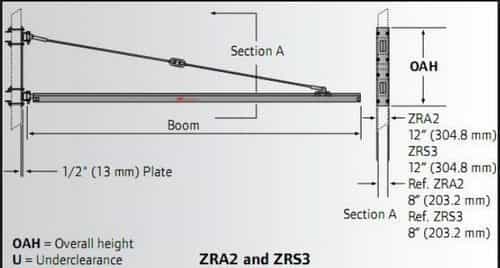 Section A
OAH
Boom
ZRA2
12" (304.8 mm)
ZRS3
12" (304.8 mm)
Ref. ZRA2
8" (203.2 mm)
Ref. ZRS3
8" (203.2 mm)
1/2" (13 mm) Plate
Section A
OAH = Overall height
U = Underclearance
ZRA2 and ZRS3